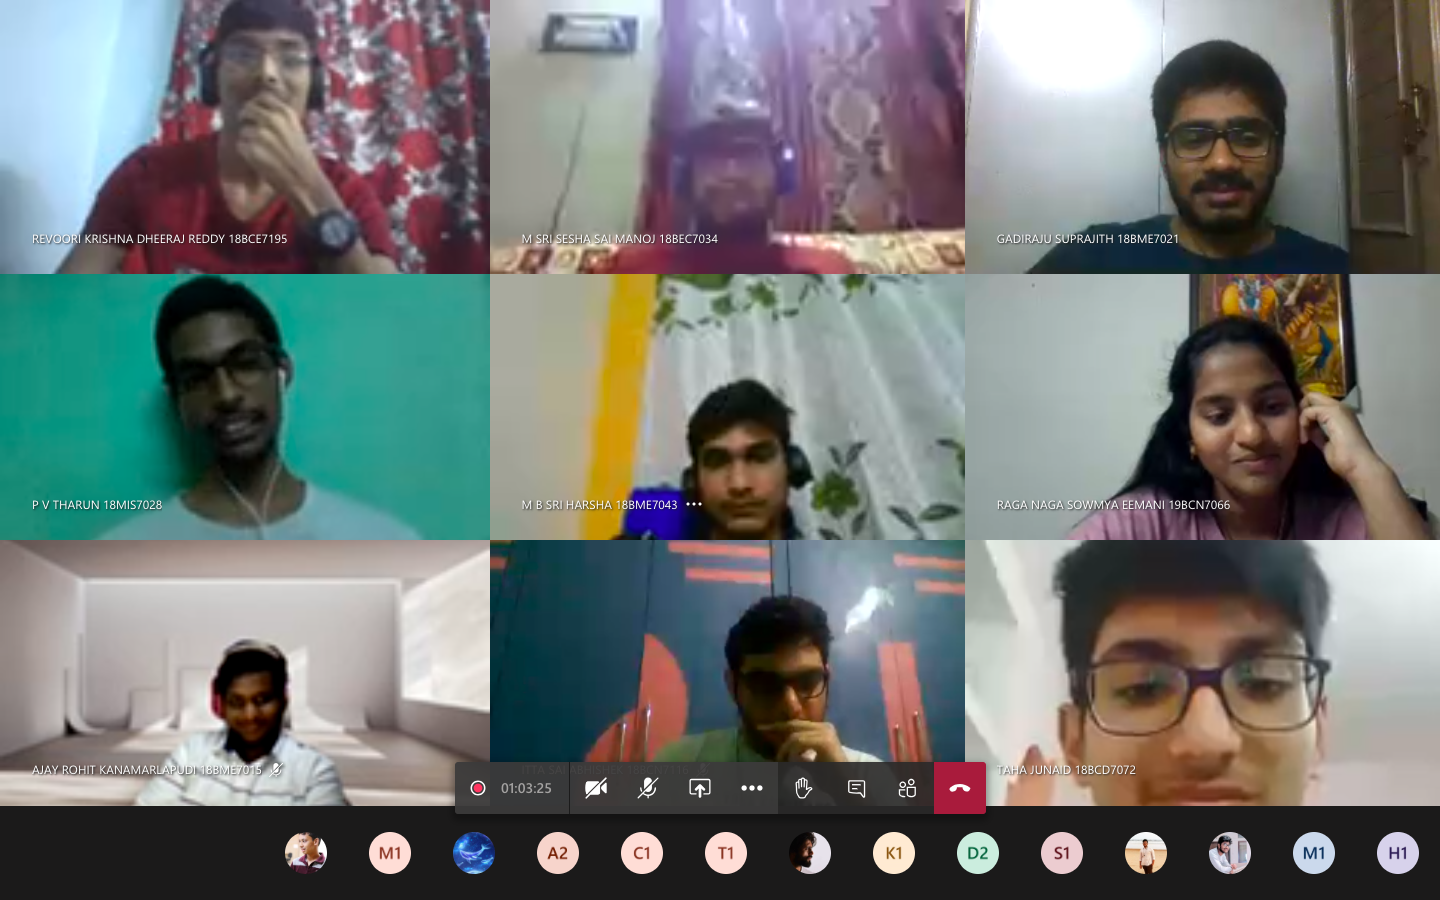 REVOORI KRISHNA DHEERAJ REDDY 18BCE7195
M SRI SESHA SAI MANOJ 18BEC7034
GADIRAJU SUPRAJITH 18BME7021
P V THARUN 18MIS7028
M B SRI HARSHA 18BME7043
RAGA NAGA SOWMYA EEMANI 19BCN7066
AJAY ROHIT KANAMARLAPUDI 18BME7015
TAHA JUNAID 18BCD7072
01:03:25
M1
A2
C1
T1
K1
D2
S1
M1
H1